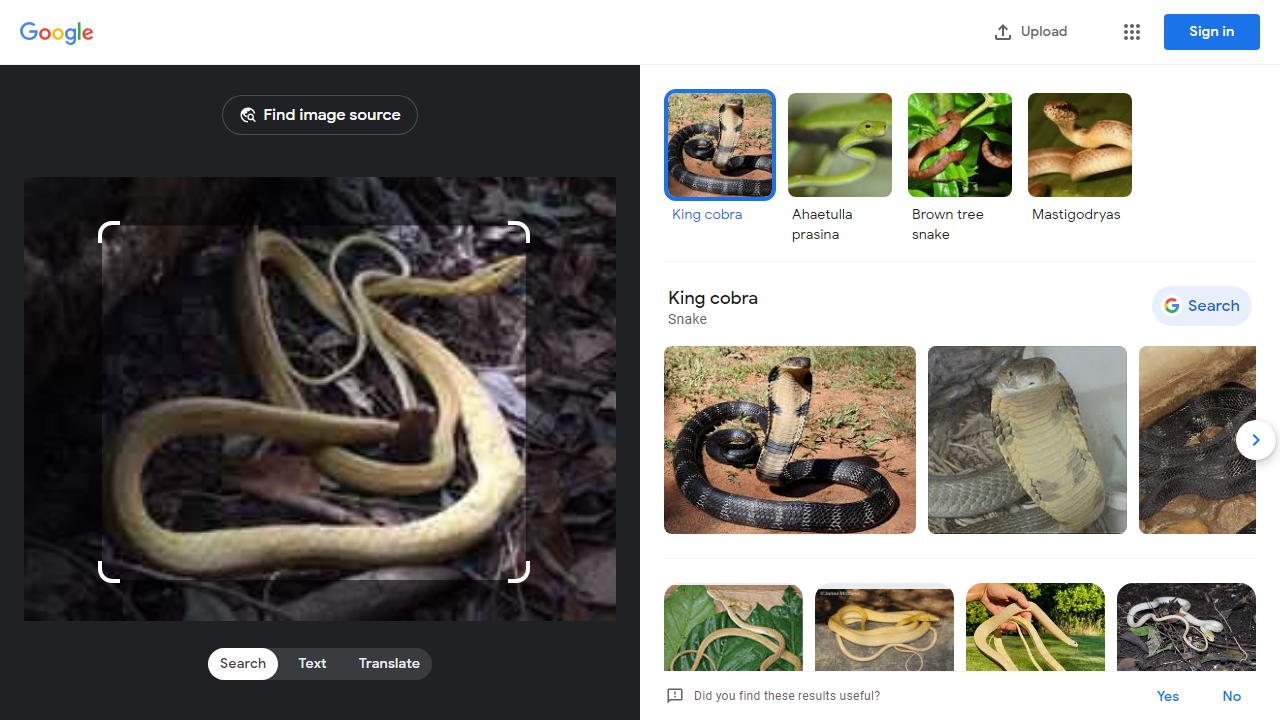 Google
Upload
Sign in
Find image source
King cobra
Ahaetulla
prasina
Brown tree
snake
Mastigodryas
King cobra
Snake
Search
Search
Text
Translate
Did you find these results useful?
Yes
No